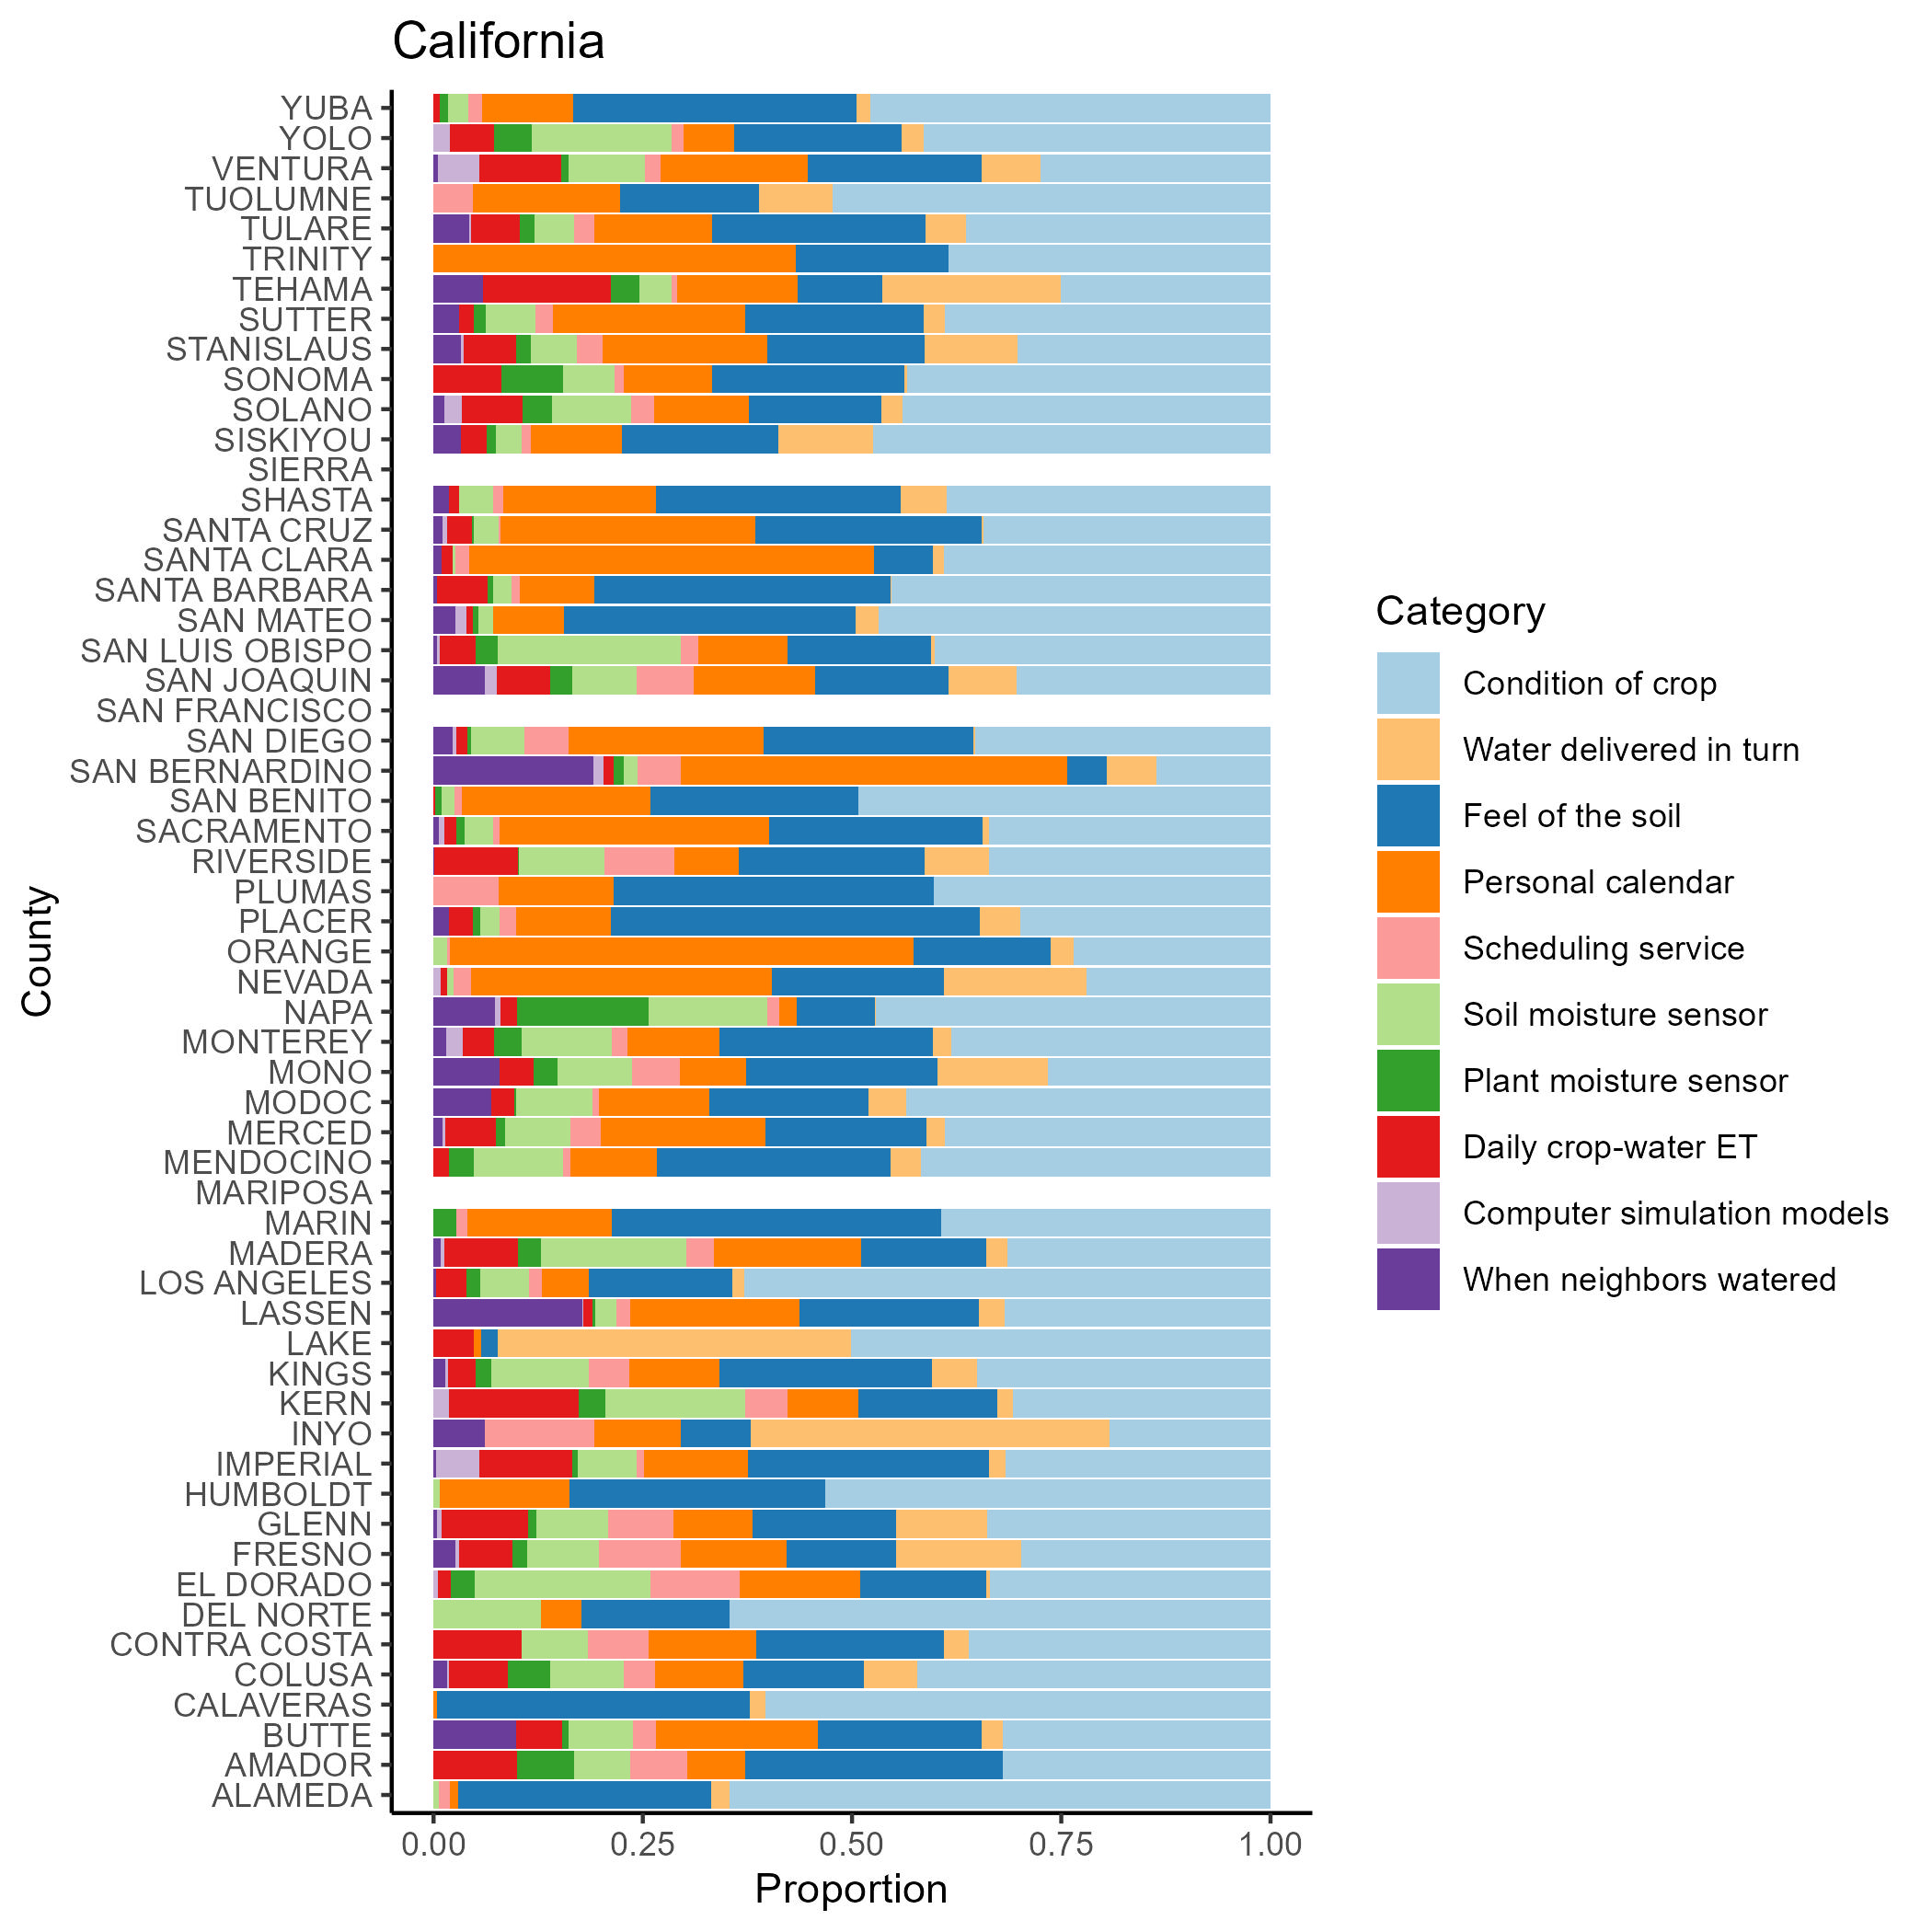 California
YUBA
YOLO
VENTURA
TUOLUMNE
TULARE
TRINITY
TEHAMA
SUTTER
STANISLAUS
SONOMA
SOLANO
SISKIYOU
SIERRA
SHASTA
SANTA CRUZ
SANTA CLARA
SANTA BARBARA
SAN MATEO
SAN LUIS OBISPO
SAN JOAQUIN
SAN FRANCISCO
SAN DIEGO
SAN BERNARDINO
SAN BENITO
SACRAMENTO
RIVERSIDE
PLUMAS
PLACER
ORANGE
NEVADA
NAPA
MONTEREY
MONO
MODOC
MERCED
MENDOCINO
MARIPOSA
MARIN
MADERA
LOS ANGELES
LASSEN
LAKE
KINGS
KERN
INYO
IMPERIAL
HUMBOLDT
GLENN
FRESNO
EL DORADO
DEL NORTE
CONTRA COSTA
COLUSA
CALAVERAS
BUTTE
AMADOR
ALAMEDA
County
0.00 0.25 0.50 0.75 1.00
Proportion
Category
Condition of crop
Water delivered in turn
Feel of the soil
Personal calendar
Scheduling service
Soil moisture sensor
Plant moisture sensor
Daily crop-water ET
Computer simulation models
When neighbors watered